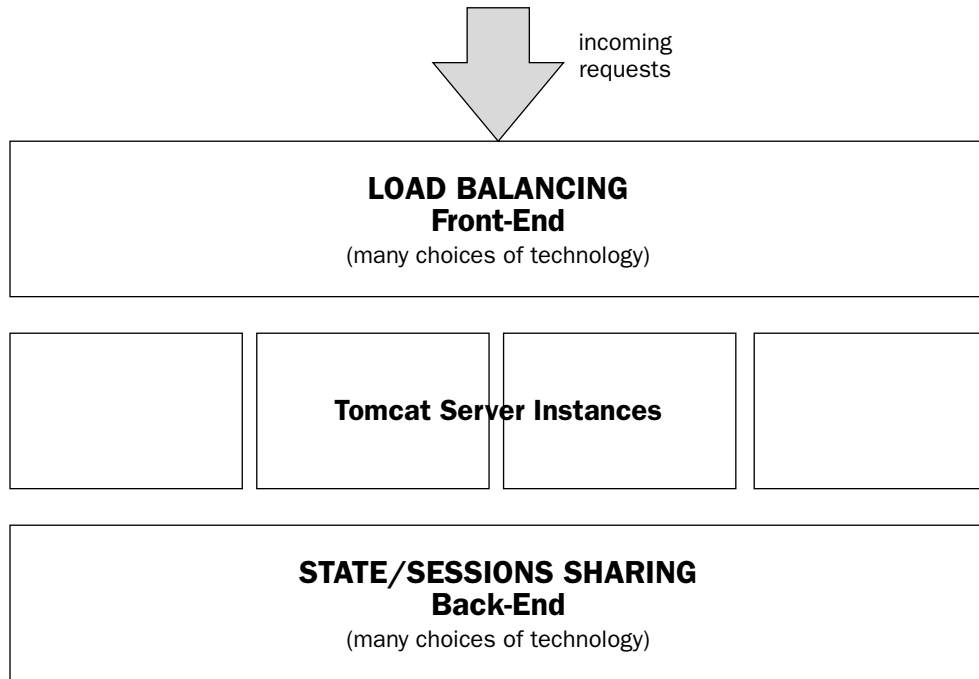 incoming
requests
LOAD BALANCING
Front-End
(many choices of technology)
Tomcat Server Instances
STATE/SESSIONS SHARING
Back-End
(many choices of technology)